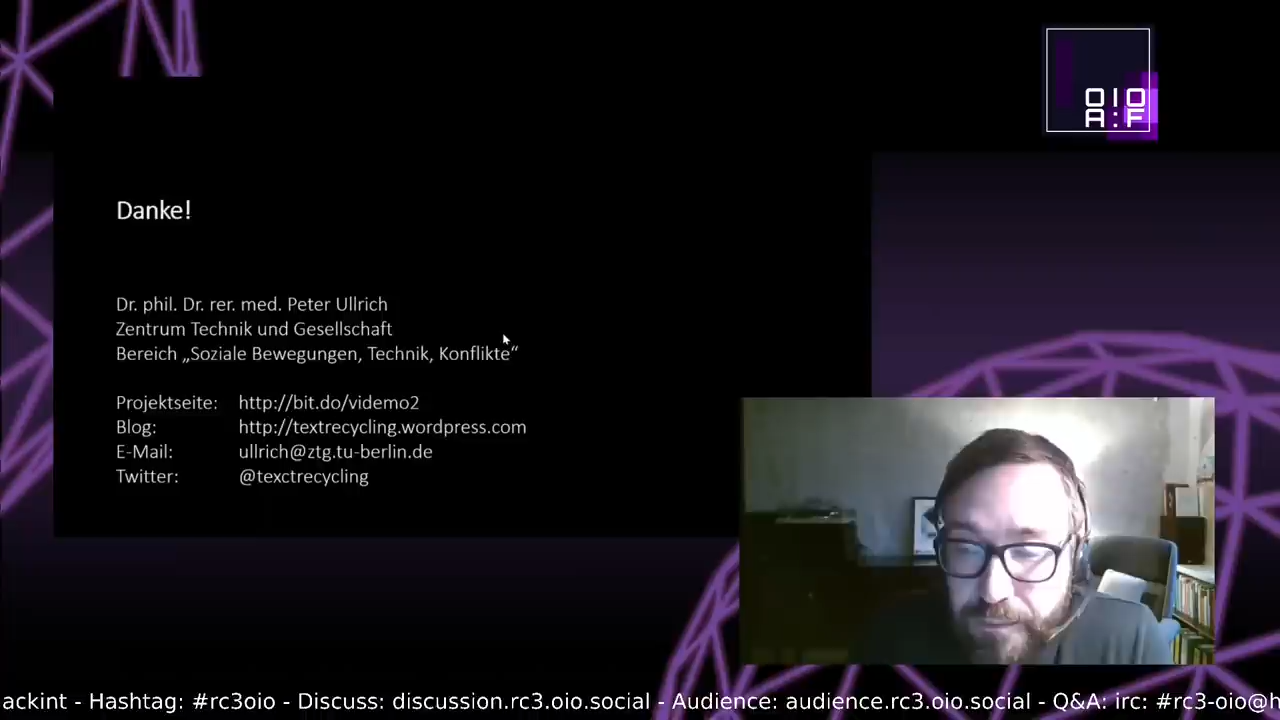 OIO
A:F
Danke!
Dr. phil. Dr. rer. med. Peter Ullrich
Zentrum Technik und Gesellschaft
Bereich „Soziale Bewegungen, Technik, Konflikte“
Projektseite: http://bit.do/videmo2
Blog: http://textrecycling.wordpress.com
E-Mail: ullrich@ztg.tu-berlin.de
Twitter: @texctrecycling
ackint - Hashtag: #rc3oio - Discuss: discussion.rc3.oio.social - Audience: audience.rc3.oio.social - Q&A: irc: #rc3-oio@h